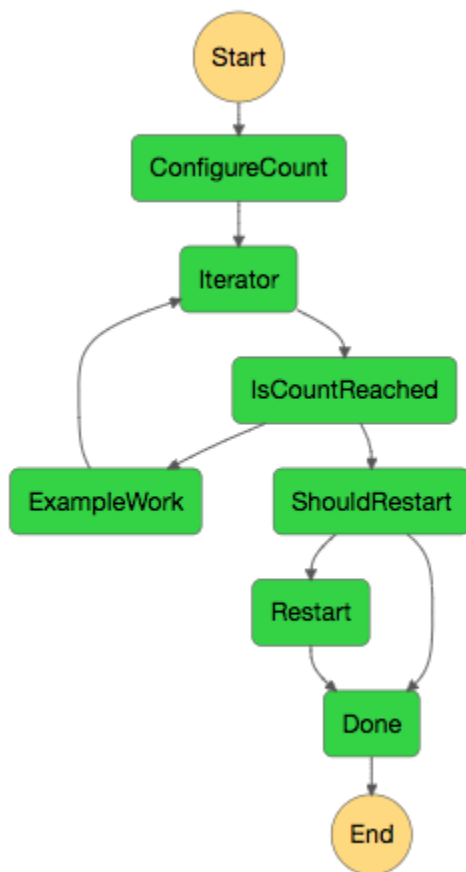 Start
ConfigureCount
Iterator
IsCountReached
ExampleWork
ShouldRestart
Restart
Done
End